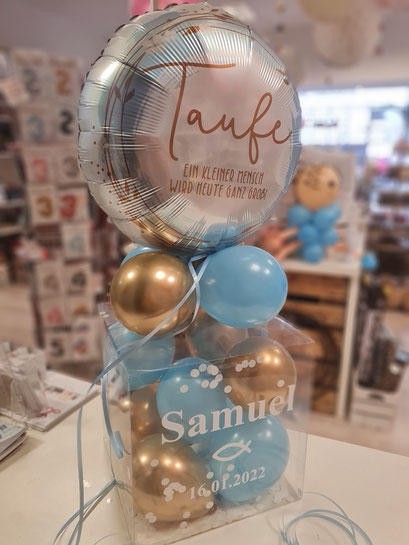 Taufe
EIN KLEINER MENSCH
WIRD HEUTE GANZ GROß!
Samuel
16.01.2022